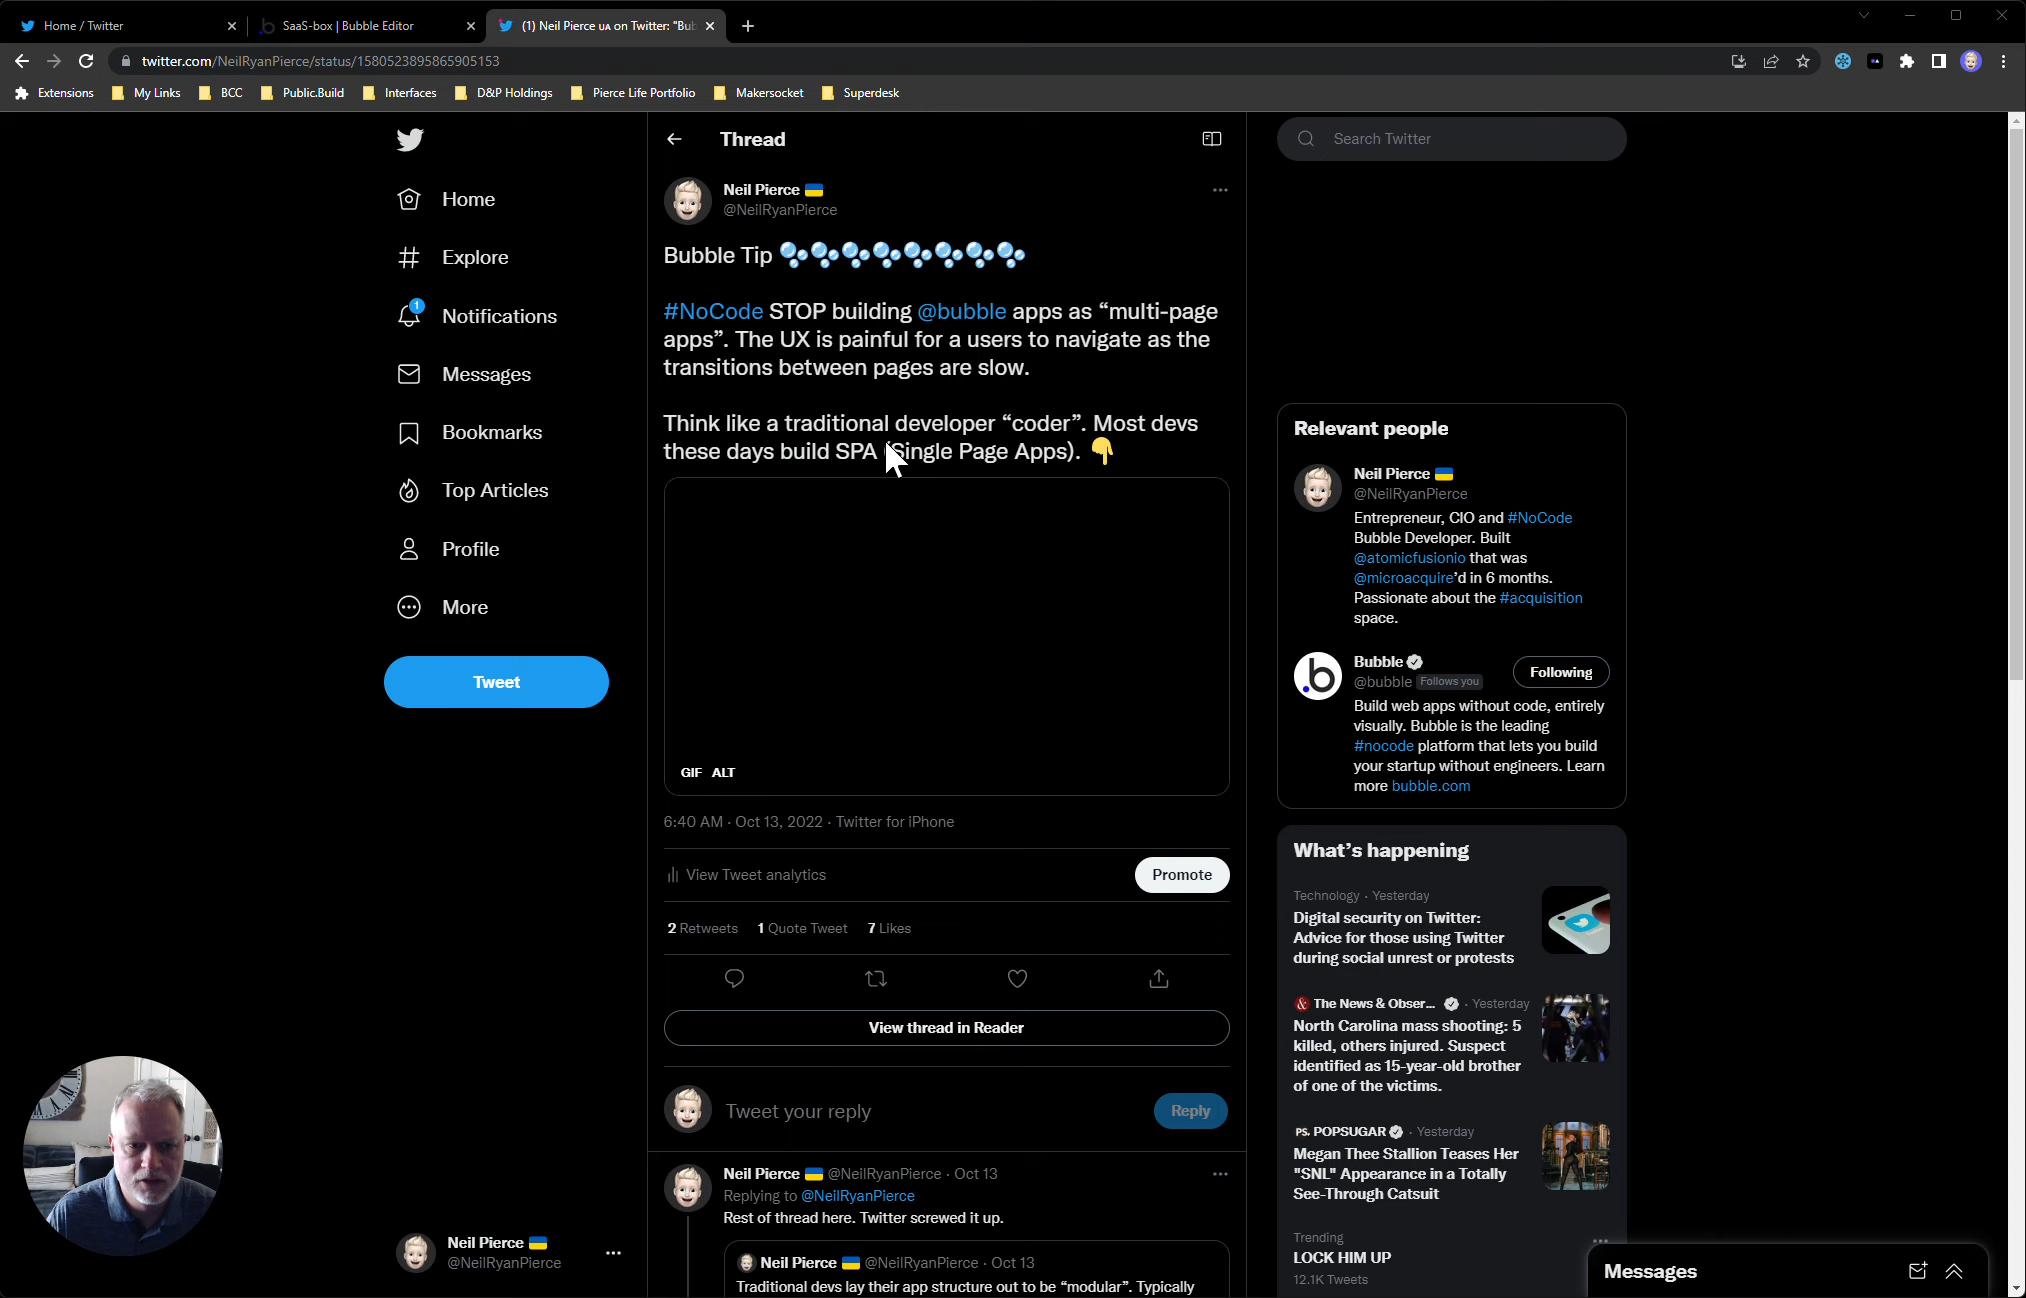 Home / Twitter
SaaS-box | Bubble Editor
(1) Neil Pierce UA on Twitter: "Bub
twitter.com/NeilRyanPierce/status/1580523895865905153
Extensions
My Links
BCC
Public.Build
Interfaces
D&P Holdings
Pierce Life Portfolio
Makersocket
Superdesk
Home
Explore
1
Notifications
Messages
Bookmarks
Top Articles
Profile
More
Tweet
Neil Pierce
@NeilRyanPierce
Thread
Neil Pierce
@NeilRyanPierce
Bubble Tip
#NoCode STOP building @bubble apps as “multi-page
apps”. The UX is painful for a users to navigate as the
transitions between pages are slow.
Think like a traditional developer “coder”. Most devs
these days build SPA (Single Page Apps).
GIF ALT
6:40 AM · Oct 13, 2022 · Twitter for iPhone
View Tweet analytics
Promote
2 Retweets 1 Quote Tweet 7 Likes
View thread in Reader
Tweet your reply
Reply
Neil Pierce @NeilRyanPierce · Oct 13
Replying to @NeilRyanPierce
Rest of thread here. Twitter screwed it up.
Neil Pierce @NeilRyanPierce · Oct 13
Traditional devs lay their app structure out to be “modular”. Typically
Search Twitter
Relevant people
Neil Pierce
@NeilRyanPierce
Entrepreneur, CIO and #NoCode
Bubble Developer. Built
@atomicfusionio that was
@microacquire’d in 6 months.
Passionate about the #acquisition
space.
Bubble
@bubble Follows you
Following
Build web apps without code, entirely
visually. Bubble is the leading
#nocode platform that lets you build
your startup without engineers. Learn
more bubble.com
What’s happening
Technology · Yesterday
Digital security on Twitter:
Advice for those using Twitter
during social unrest or protests
The News & Obser... · Yesterday
North Carolina mass shooting: 5
killed, others injured. Suspect
identified as 15-year-old brother
of one of the victims.
PS. POPSUGAR · Yesterday
Megan Thee Stallion Teases Her
"SNL" Appearance in a Totally
See-Through Catsuit
Trending
LOCK HIM UP
12.1K Tweets
Messages